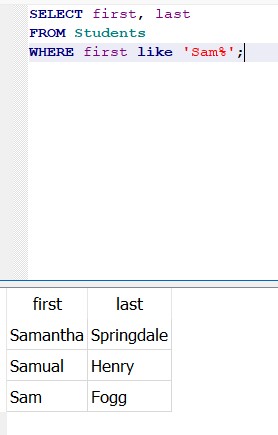 SELECT first, last
FROM Students
WHERE first like 'Sam%';
first last
Samantha Springdale
Samual Henry
Sam Fogg